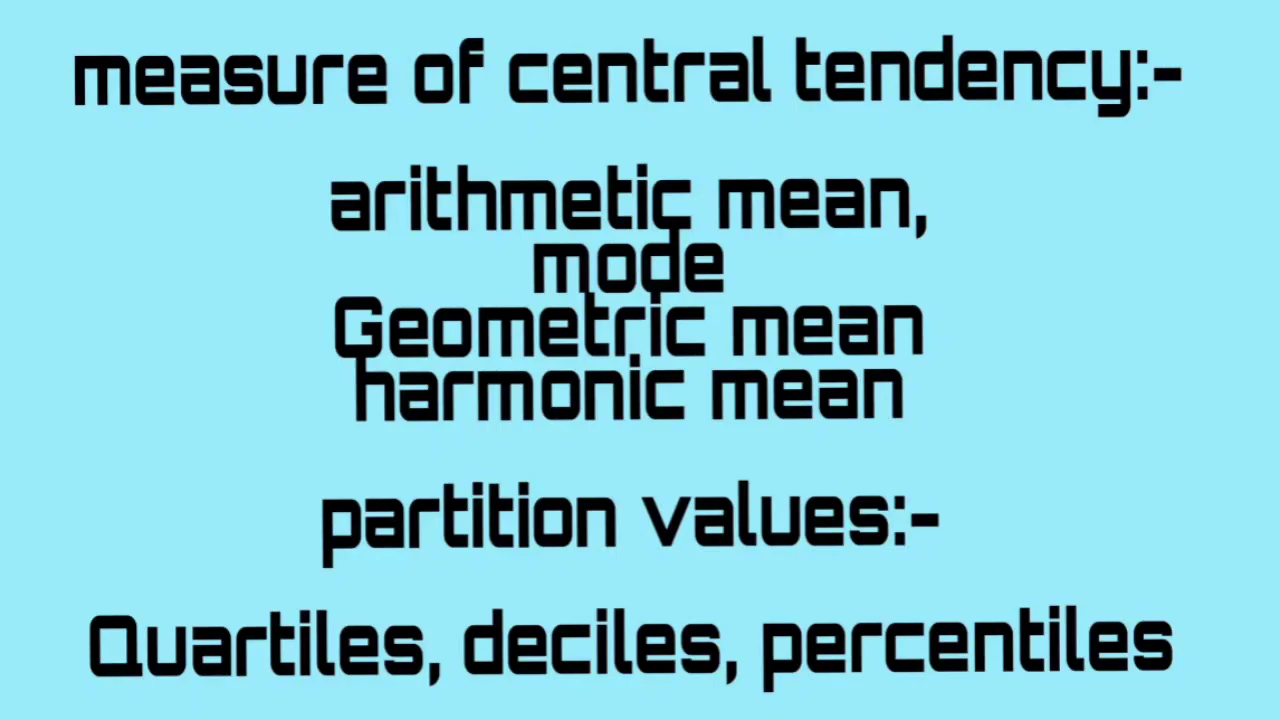 measure of central tendency:-
arithmetic mean,
mode
Geometric mean
harmonic mean
partition values:-
Quartiles, deciles, percentiles